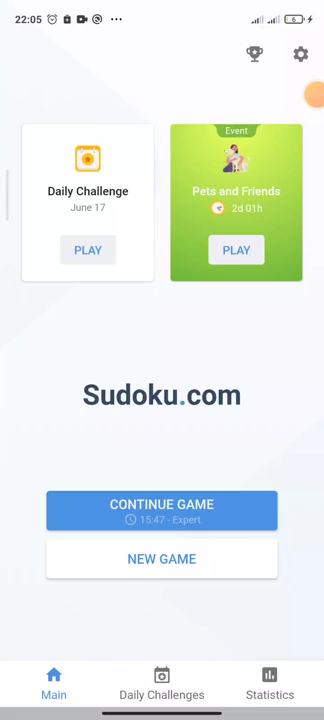 22:05
6
Event
Daily Challenge
June 17
PLAY
Pets and Friends
2d 01h
PLAY
Sudoku.com
CONTINUE GAME
15:47 - Expert
NEW GAME
Main
Daily Challenges
Statistics